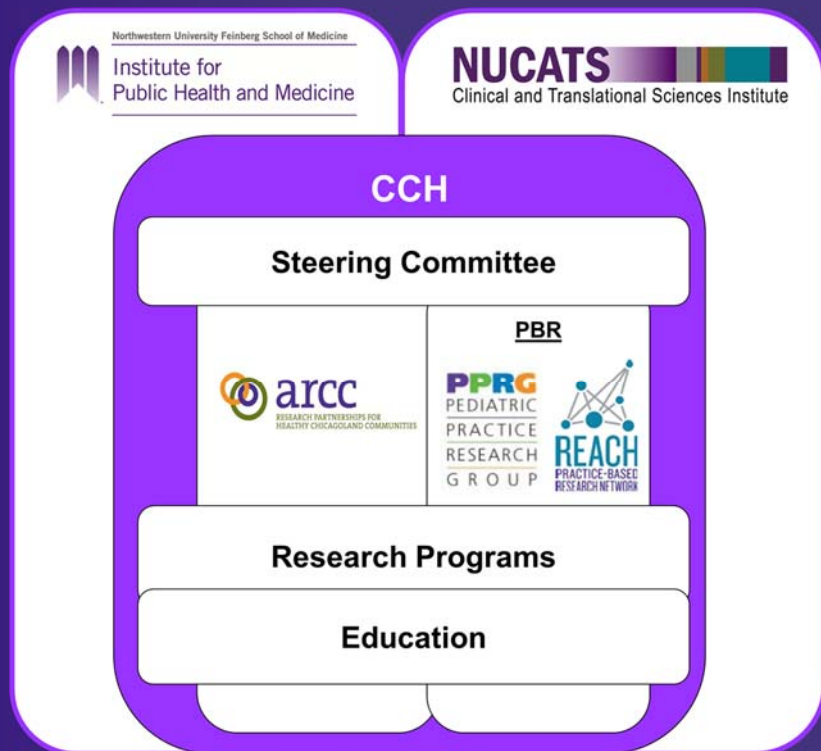 Northwestern University Feinberg School of Medicine
Institute for
Public Health and Medicine
NUCATS
Clinical and Translational Sciences Institute
CCH
Steering Committee
arcc
RESEARCH PARTNERSHIPS FOR
HEALTHY CHICAGOLAND COMMUNITIES
PBR
PPRG
PEDIATRIC
PRACTICE
RESEARCH
GROUP
REACH
PRACTICE-BASED
RESEARCH NETWORK
Research Programs
Education